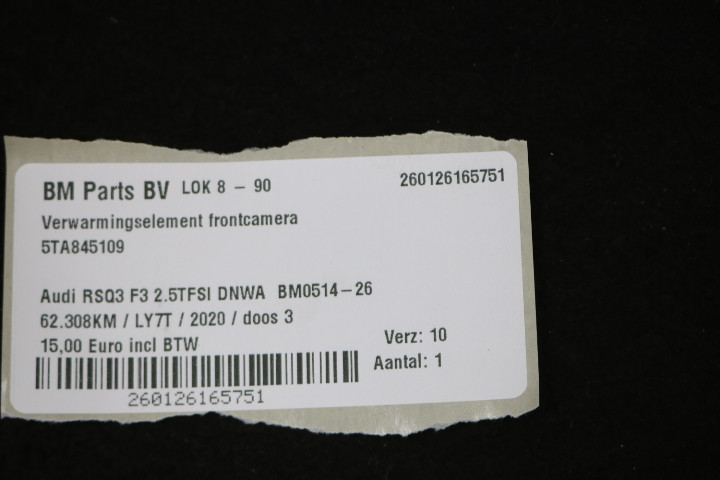 BM Parts BV LOK 8 - 90 260126165751
Verwarmingselement frontcamera
5TA845109
Audi RSQ3 F3 2.5TFSI DNWA BM0514-26
62.308KM / LY7T / 2020 / doos 3
15,00 Euro incl BTW Verz: 10
Aantal: 1
260126165751